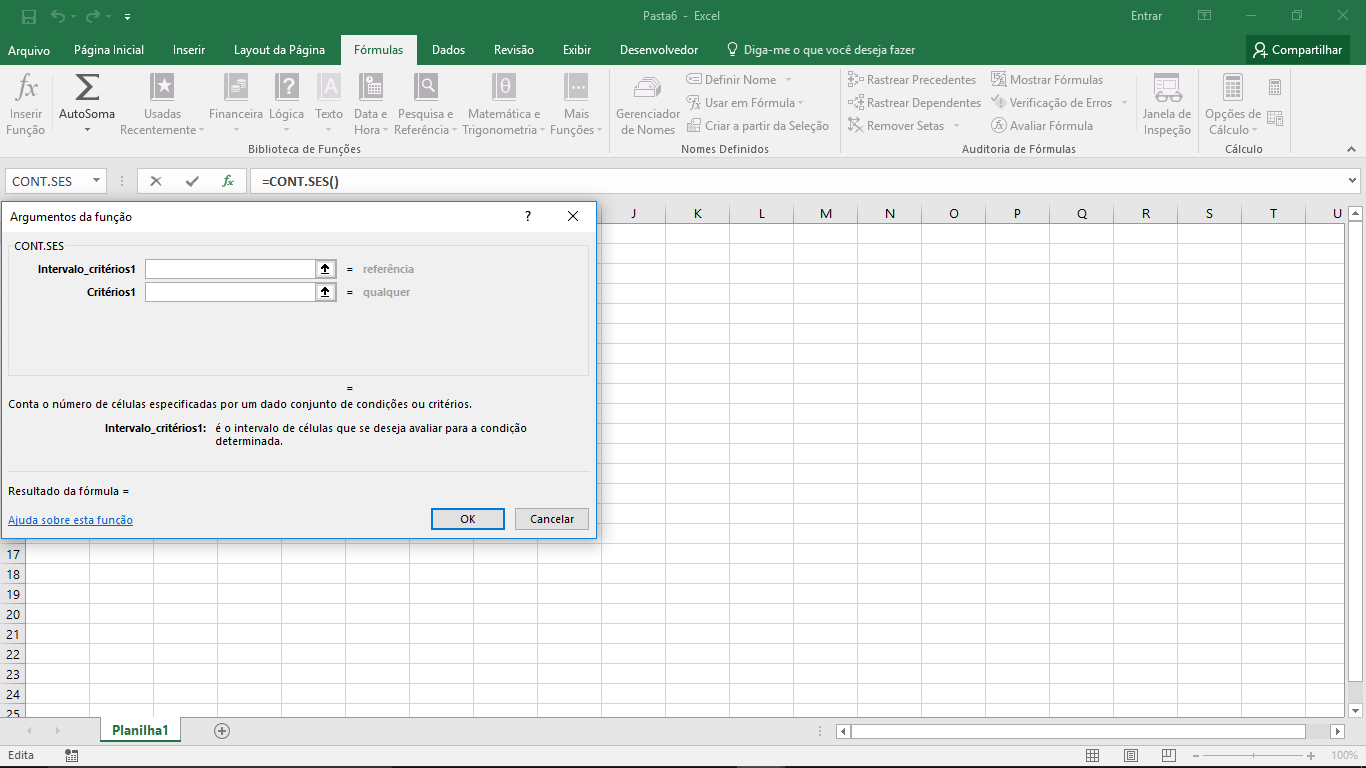 Pasta6 - Excel
Entrar
Arquivo Página Inicial Inserir Layout da Página Fórmulas Dados Revisão Exibir Desenvolvedor Diga-me o que você deseja fazer Compartilhar
fx Inserir Função
Σ AutoSoma
Usadas Recentemente
Financeira
Lógica
Texto
Data e Hora
Pesquisa e Referência
Matemática e Trigonometria
Mais Funções
Biblioteca de Funções
Gerenciador de Nomes
Definir Nome
Usar em Fórmula
Criar a partir da Seleção
Nomes Definidos
Rastrear Precedentes
Rastrear Dependentes
Remover Setas
Mostrar Fórmulas
Verificação de Erros
Avaliar Fórmula
Janela de Inspeção
Auditoria de Fórmulas
Opções de Cálculo
Cálculo
CONT.SES fx =CONT.SES()
Argumentos da função ?
J K L M N O P Q R S T U
CONT.SES
Intervalo_critérios1 = referência
Critérios1 = qualquer
=
Conta o número de células especificadas por um dado conjunto de condições ou critérios.
Intervalo_critérios1: é o intervalo de células que se deseja avaliar para a condição
determinada.
Resultado da fórmula =
Ajuda sobre esta função
OK Cancelar
17
18
19
20
21
22
23
24
25
Planilha1
Edita
100%